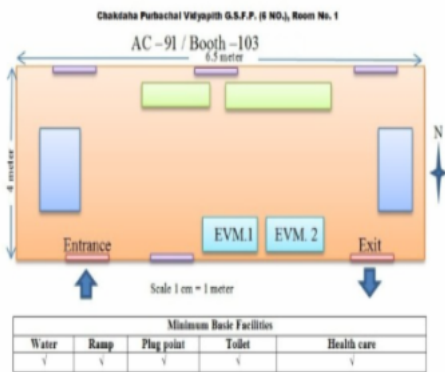 Chakdaha Purbachal Vidyapith G.S.F.P. (6 NO.), Room No. 1
AC –91 / Booth –103
6.5 meter
4 meter
N
EVM.1
EVM. 2
Entrance
Exit
Scale 1 cm = 1 meter
Minimum Basic Facilities
Water Ramp Plug point Toilet Health care
√ √ √ √ √